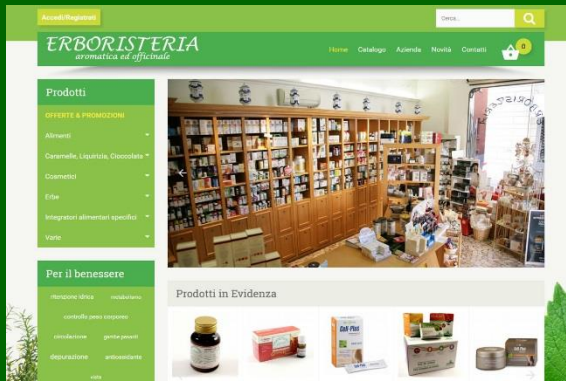 Accedi/Registrati
Cerca...
ERBORISTERIA
aromatica ed officinale
Home Catalogo Azienda Novità Contatti
0
Prodotti
OFFERTE & PROMOZIONI
Alimenti
Caramelle, Liquirizia, Cioccolata
Cosmetici
Erbe
Integratori alimentari specifici
Varie
Per il benessere
ritenzione idrica metabolismo
controllo peso corporeo
circolazione gambe pesanti
depurazione antiossidante
Prodotti in Evidenza